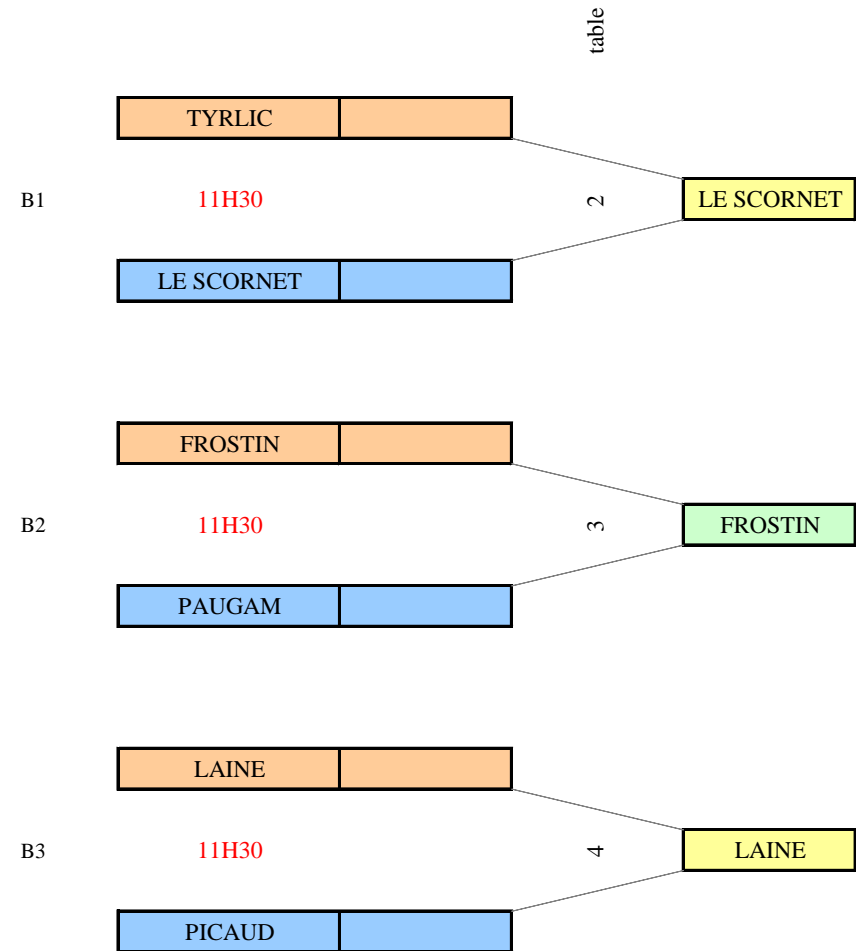 table
TYRLIC
B1 11H30 2 LE SCORNET
LE SCORNET
FROSTIN
B2 11H30 3 FROSTIN
PAUGAM
LAINE
B3 11H30 4 LAINE
PICAUD